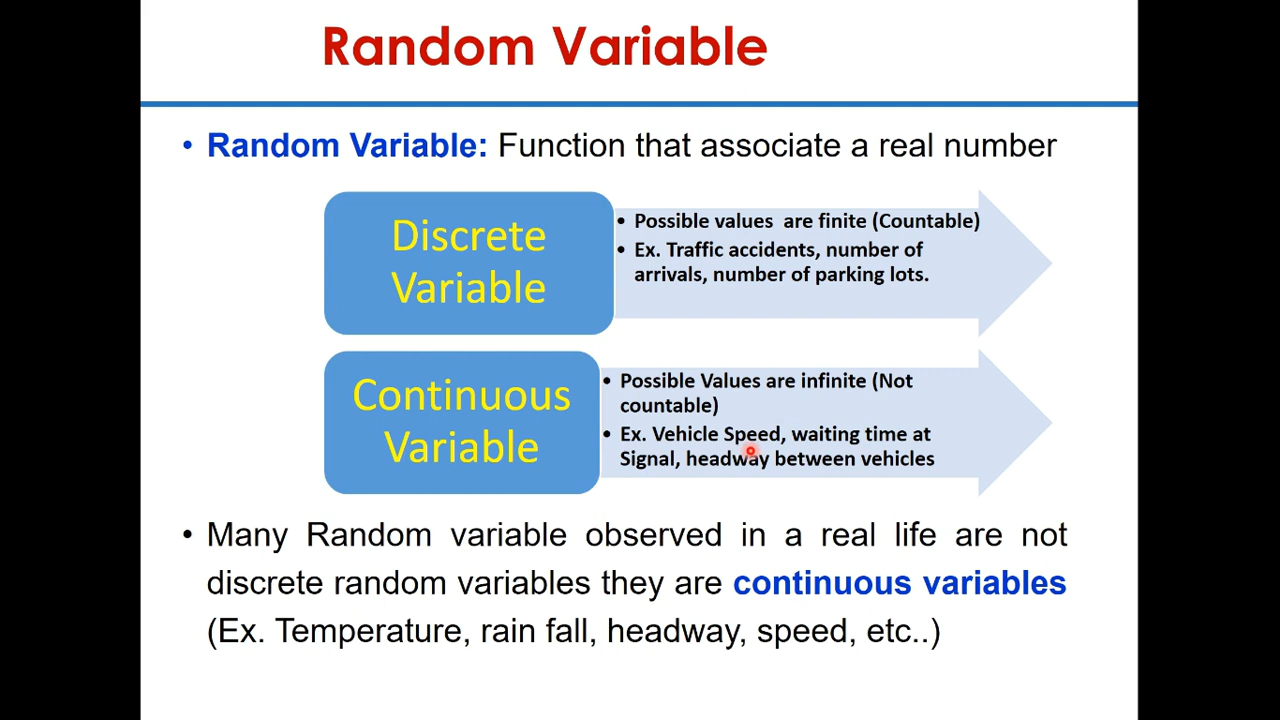 Random Variable
• Random Variable: Function that associate a real number
Discrete
Variable
• Possible values are finite (Countable)
• Ex. Traffic accidents, number of
arrivals, number of parking lots.
Continuous
Variable
• Possible Values are infinite (Not
countable)
• Ex. Vehicle Speed, waiting time at
Signal, headway between vehicles
• Many Random variable observed in a real life are not
discrete random variables they are continuous variables
(Ex. Temperature, rain fall, headway, speed, etc..)